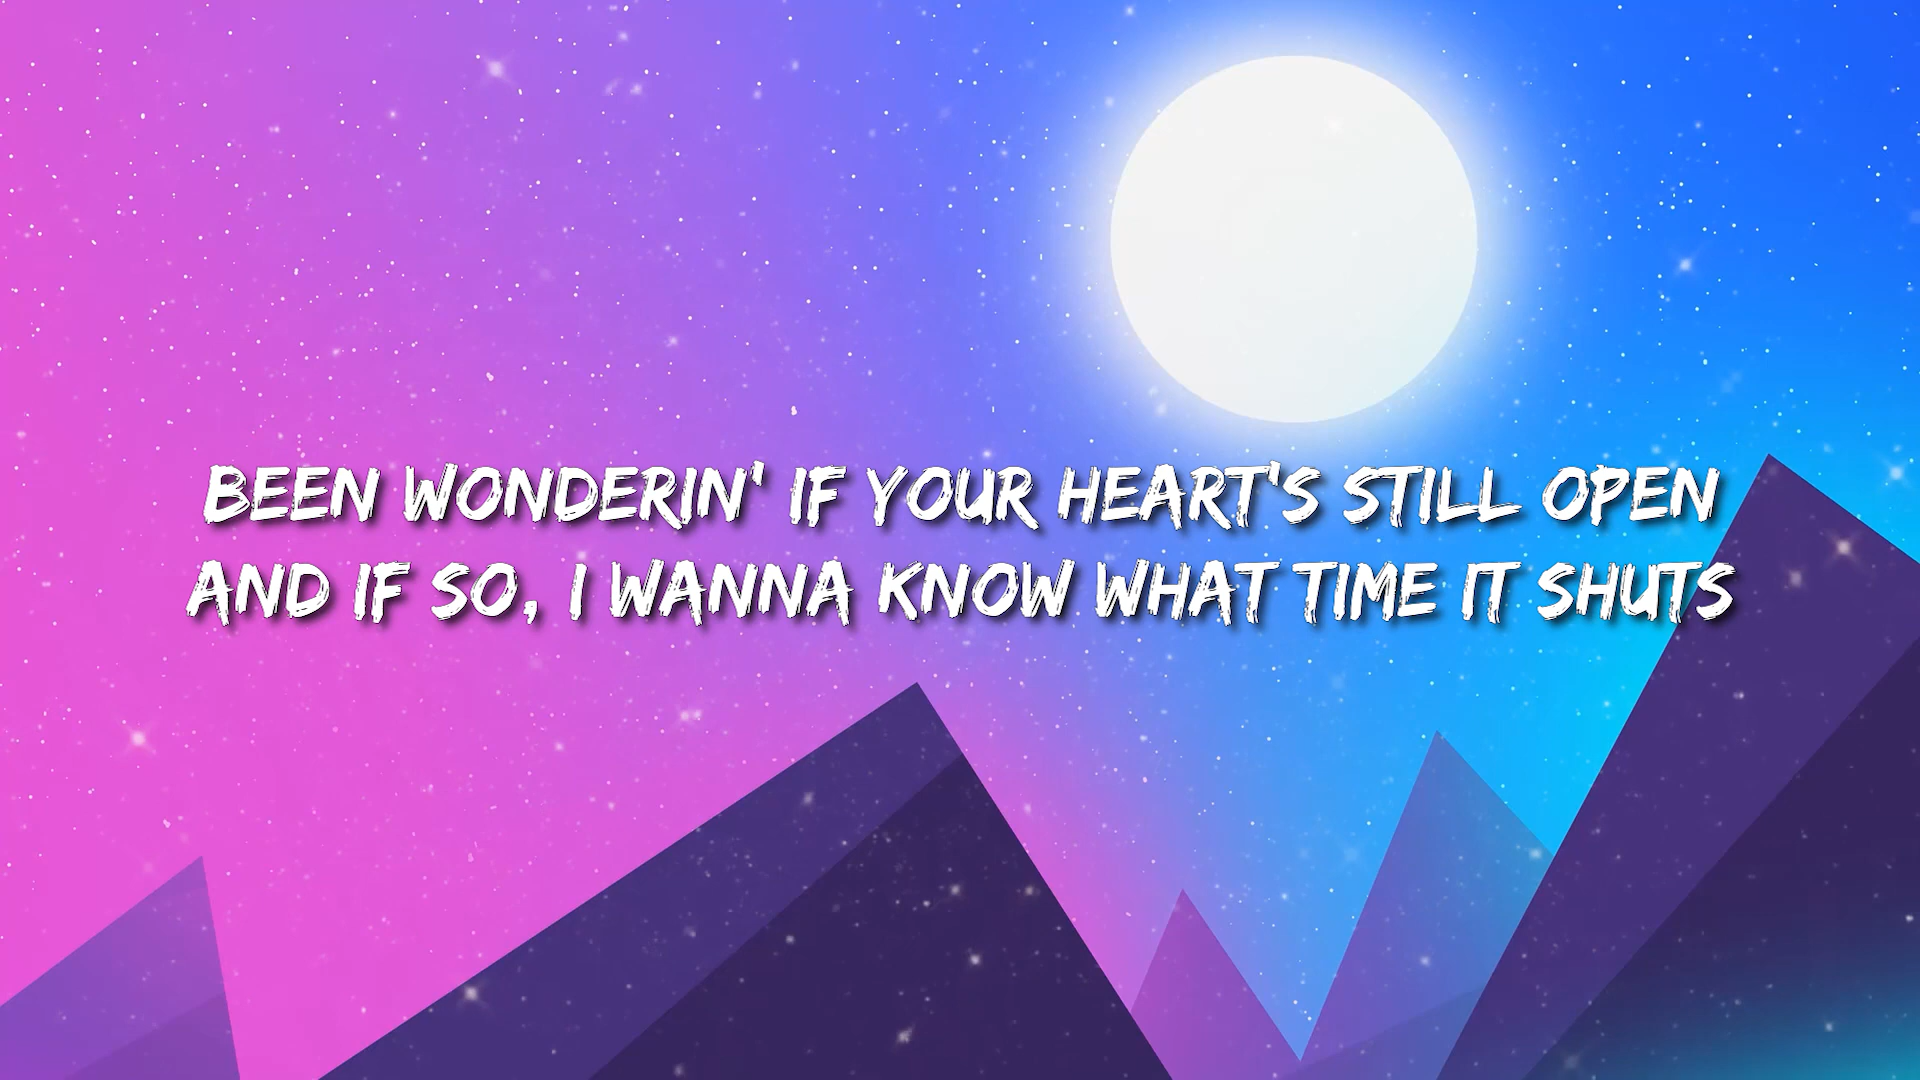 BEEN WONDERIN' IF YOUR HEART'S STILL OPEN
AND IF SO, I WANNA KNOW WHAT TIME IT SHUTS